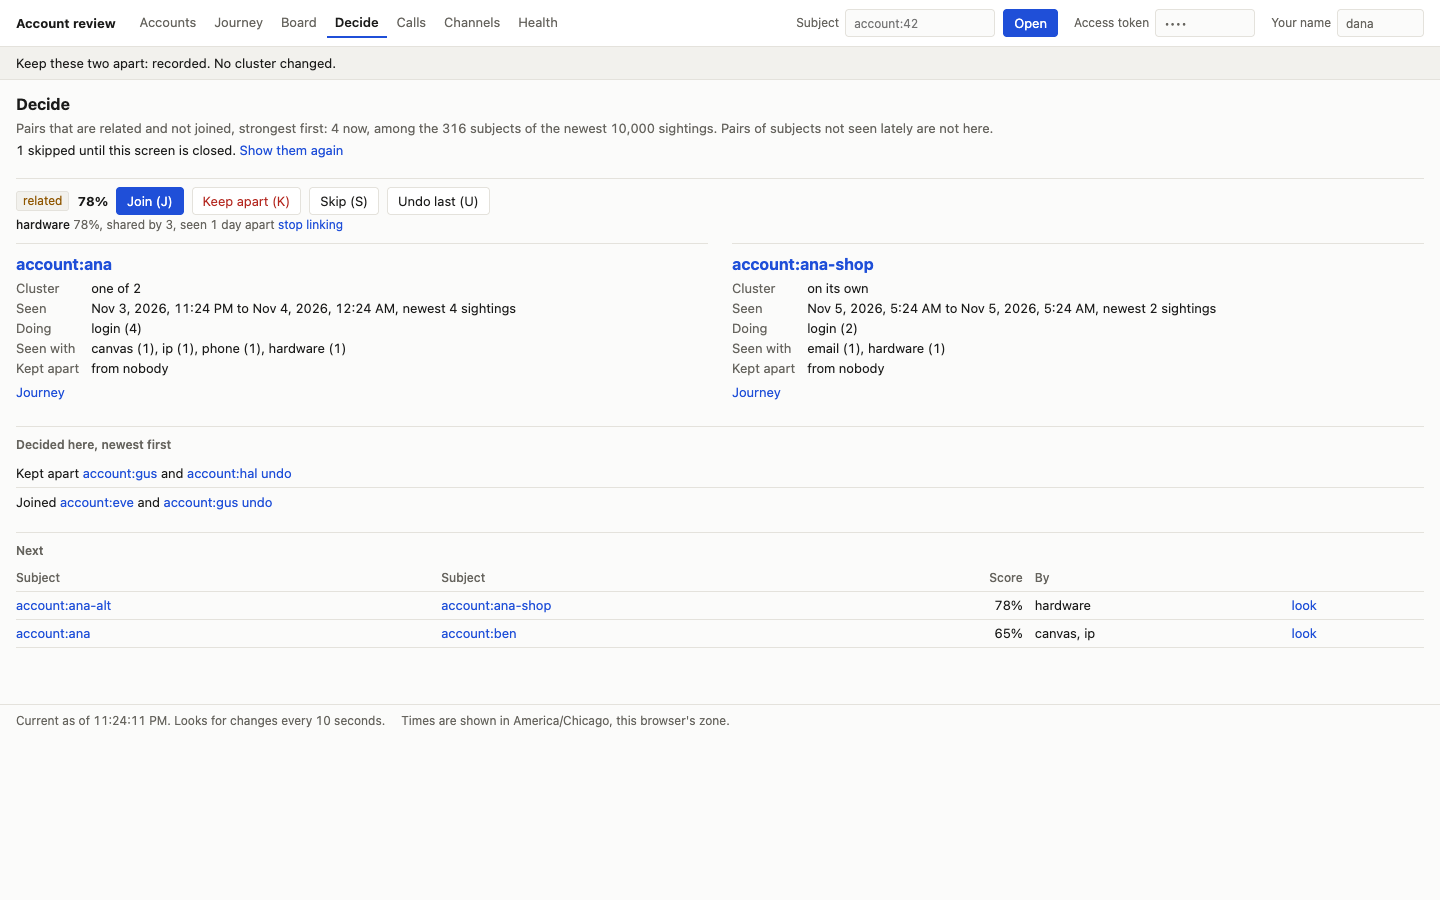 Account review Accounts Journey Board Decide Calls Channels Health Subject account:42 Open Access token •••• Your name dana
Keep these two apart: recorded. No cluster changed.
Decide
Pairs that are related and not joined, strongest first: 4 now, among the 316 subjects of the newest 10,000 sightings. Pairs of subjects not seen lately are not here.
1 skipped until this screen is closed. Show them again
related 78% Join (J) Keep apart (K) Skip (S) Undo last (U)
hardware 78%, shared by 3, seen 1 day apart stop linking
account:ana
Cluster one of 2
Seen Nov 3, 2026, 11:24 PM to Nov 4, 2026, 12:24 AM, newest 4 sightings
Doing login (4)
Seen with canvas (1), ip (1), phone (1), hardware (1)
Kept apart from nobody
Journey
account:ana-shop
Cluster on its own
Seen Nov 5, 2026, 5:24 AM to Nov 5, 2026, 5:24 AM, newest 2 sightings
Doing login (2)
Seen with email (1), hardware (1)
Kept apart from nobody
Journey
Decided here, newest first
Kept apart account:gus and account:hal undo
Joined account:eve and account:gus undo
Next
Subject Subject Score By
account:ana-alt account:ana-shop 78% hardware look
account:ana account:ben 65% canvas, ip look
Current as of 11:24:11 PM. Looks for changes every 10 seconds. Times are shown in America/Chicago, this browser's zone.